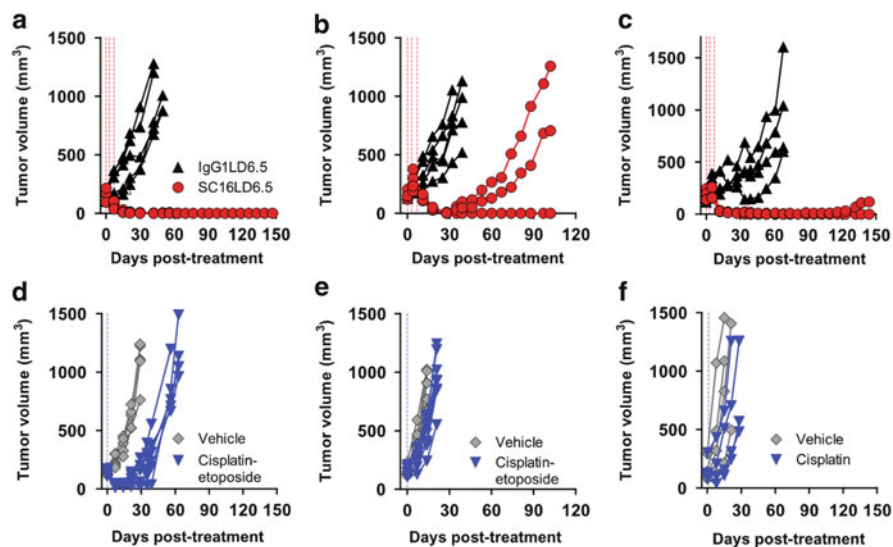 a
Tumor volume (mm3)
1500
1000
500
0
IgG1LD6.5
SC16LD6.5
0 30 60 90 120 150
Days post-treatment
b
Tumor volume (mm3)
1500
1000
500
0
0 30 60 90 120
Days post-treatment
c
Tumor volume (mm3)
1500
1000
500
0
0 30 60 90 120 150
Days post-treatment
d
Tumor volume (mm3)
1500
1000
500
0
Vehicle
Cisplatin-
etoposide
0 30 60 90 120 150
Days post-treatment
e
Tumor volume (mm3)
1500
1000
500
0
Vehicle
Cisplatin-
etoposide
0 30 60 90 120
Days post-treatment
f
Tumor volume (mm3)
1500
1000
500
0
Vehicle
Cisplatin
0 30 60 90 120 150
Days post-treatment